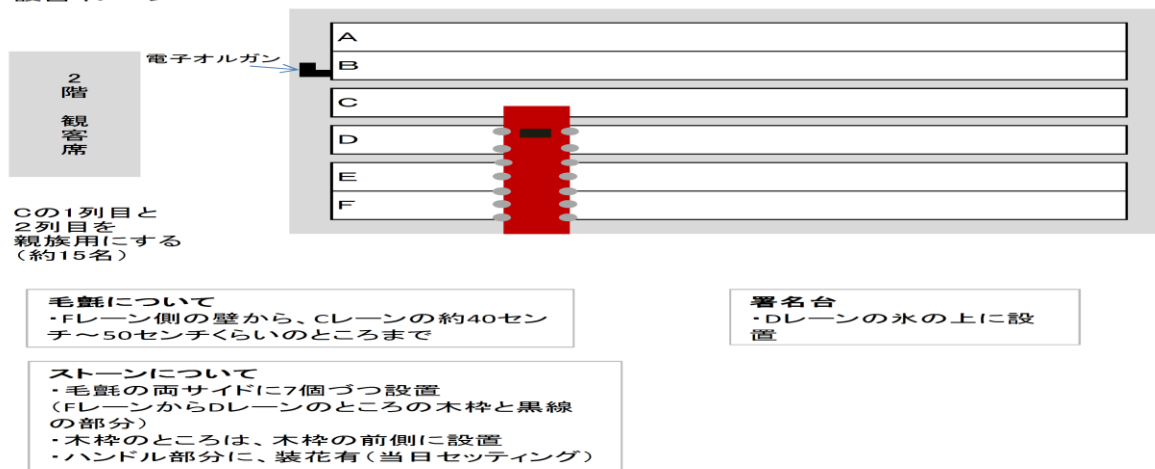 A
電子オルガン
B
2
階
観
客
席
C
D
E
F
Cの1列目と
2列目を
親族用にする
(約15名)
毛氈について
・Fレーン側の壁から、Cレーンの約40セン
チ～50センチくらいのところまで
署名台
・Dレーンの氷の上に設
置
ストーンについて
・毛氈の両サイドに7個づつ設置
(FレーンからDレーンのところの木枠と黒線
の部分)
・木枠のところは、木枠の前側に設置
・ハンドル部分に、装花有(当日セッティング)